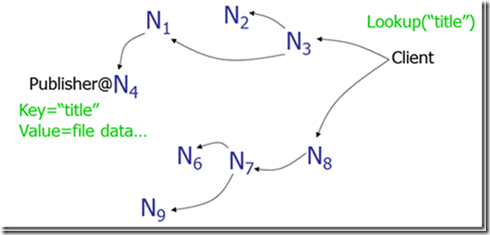 N1
N2
Lookup("title")
N3
Client
Publisher@N4
Key="title"
Value=file data...
N6
N7
N8
N9